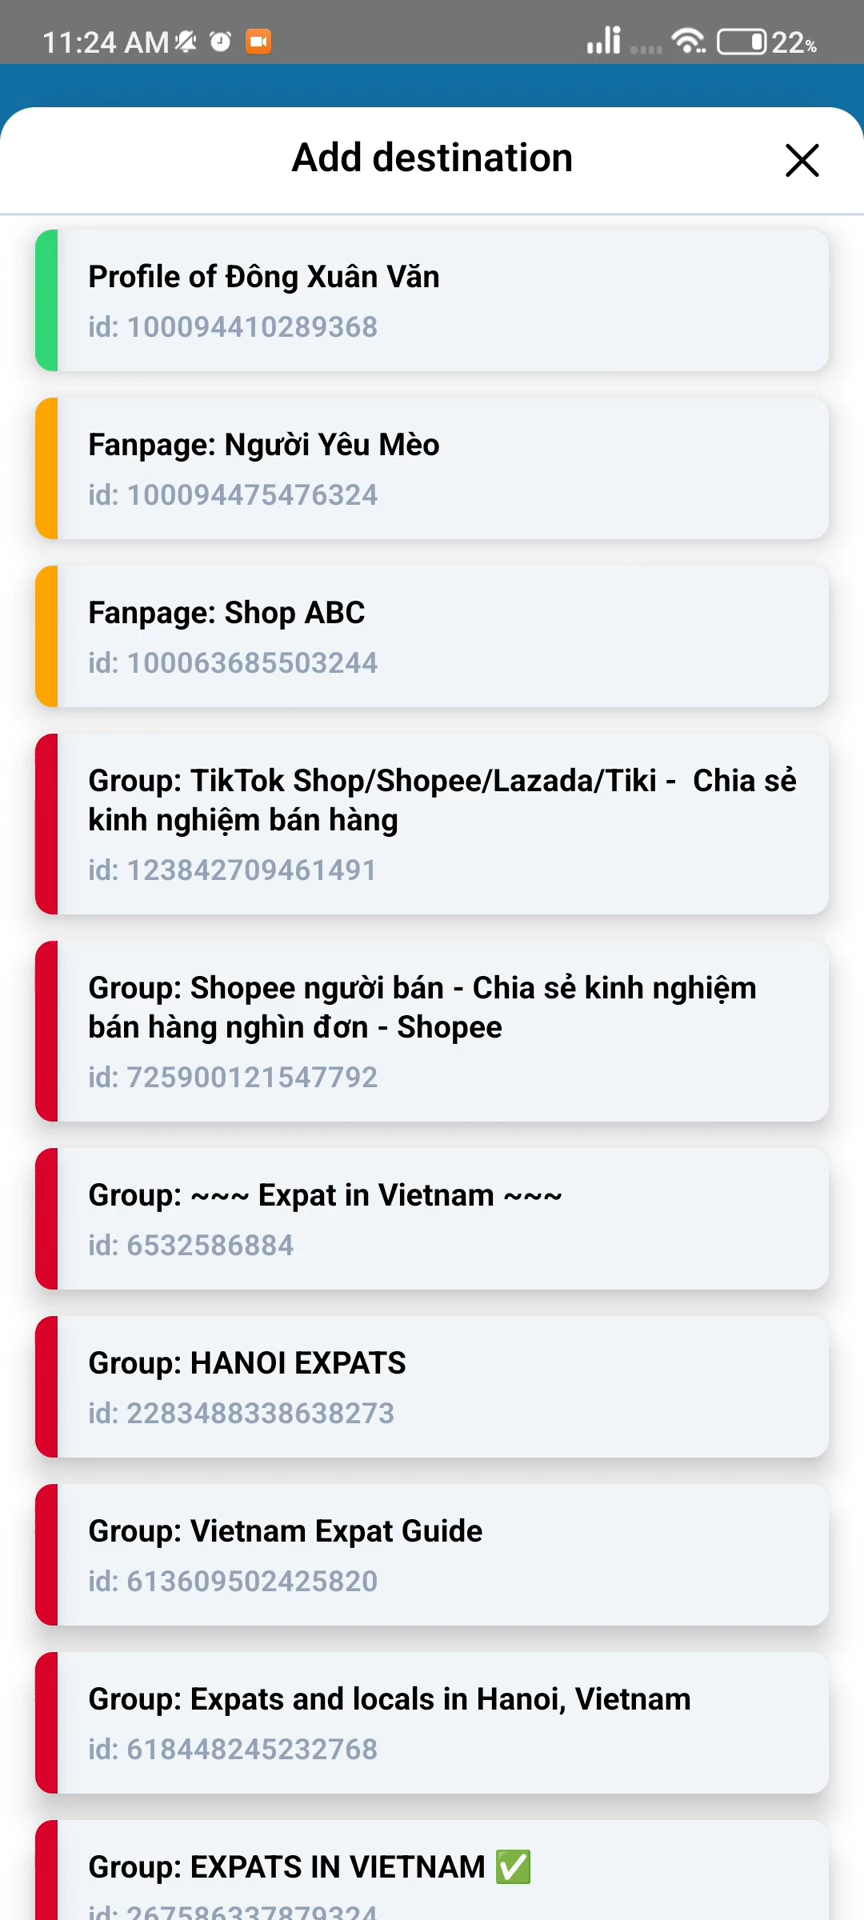 11:24 AM
22%
Add destination
Profile of Đông Xuân Văn
id: 100094410289368
Fanpage: Người Yêu Mèo
id: 100094475476324
Fanpage: Shop ABC
id: 100063685503244
Group: TikTok Shop/Shopee/Lazada/Tiki - Chia sẻ
kinh nghiệm bán hàng
id: 123842709461491
Group: Shopee người bán - Chia sẻ kinh nghiệm
bán hàng nghìn đơn - Shopee
id: 725900121547792
Group: ~~~ Expat in Vietnam ~~~
id: 6532586884
Group: HANOI EXPATS
id: 2283488338638273
Group: Vietnam Expat Guide
id: 613609502425820
Group: Expats and locals in Hanoi, Vietnam
id: 618448245232768
Group: EXPATS IN VIETNAM ✅
id: 267586337879324